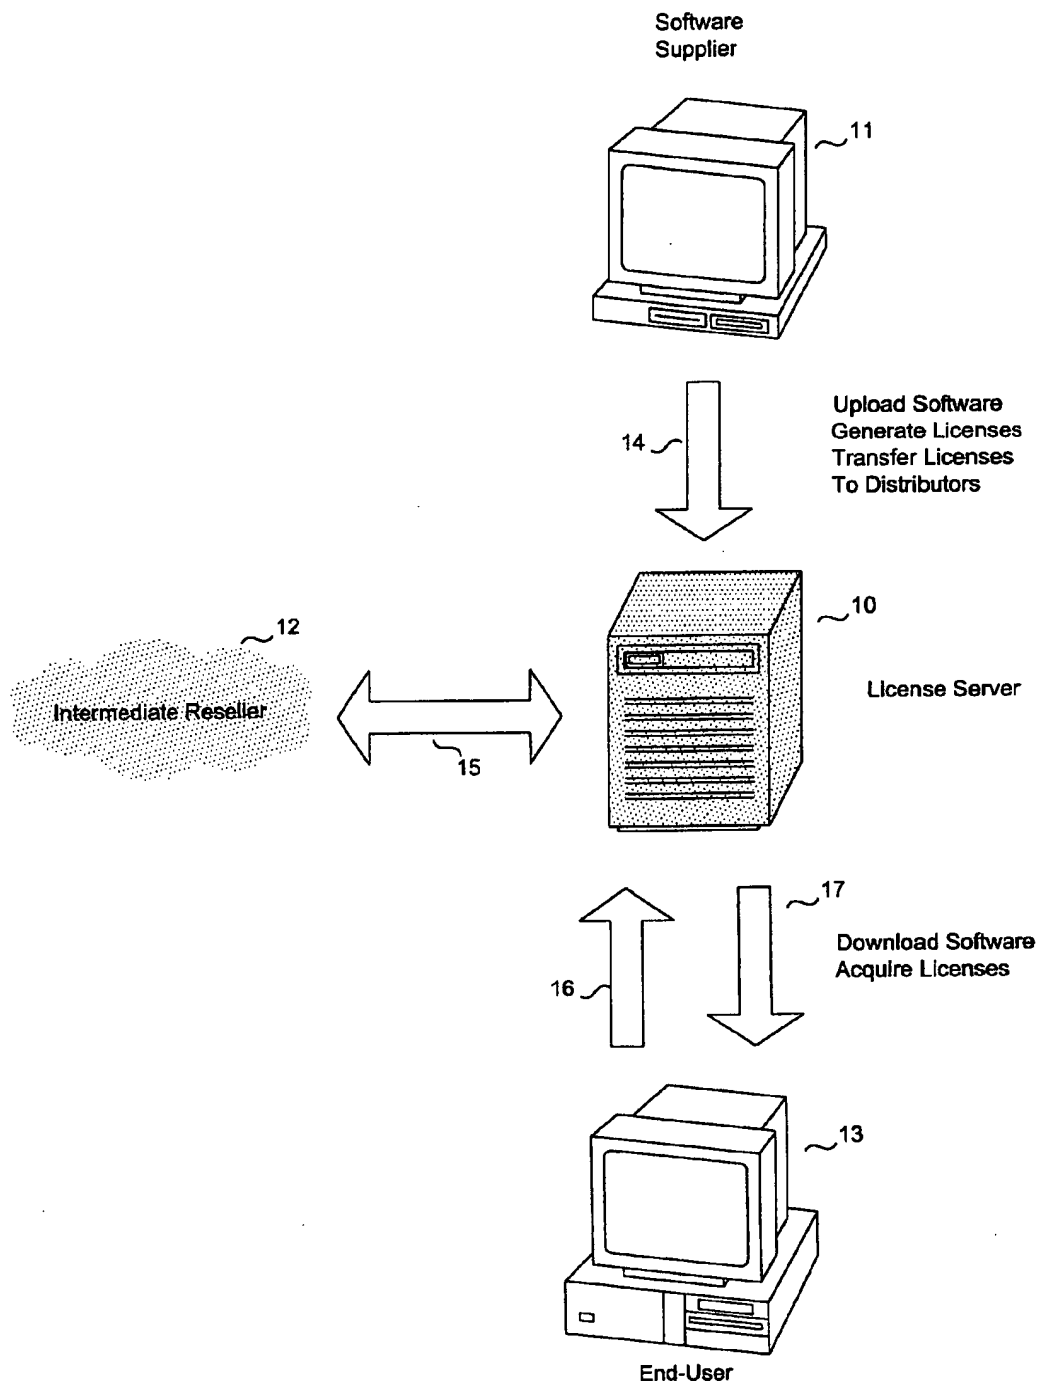 Software
Supplier
11
14
Upload Software
Generate Licenses
Transfer Licenses
To Distributors
10
12
License Server
Intermediate Reseller
15
17
Download Software
Acquire Licenses
16
13
End-User